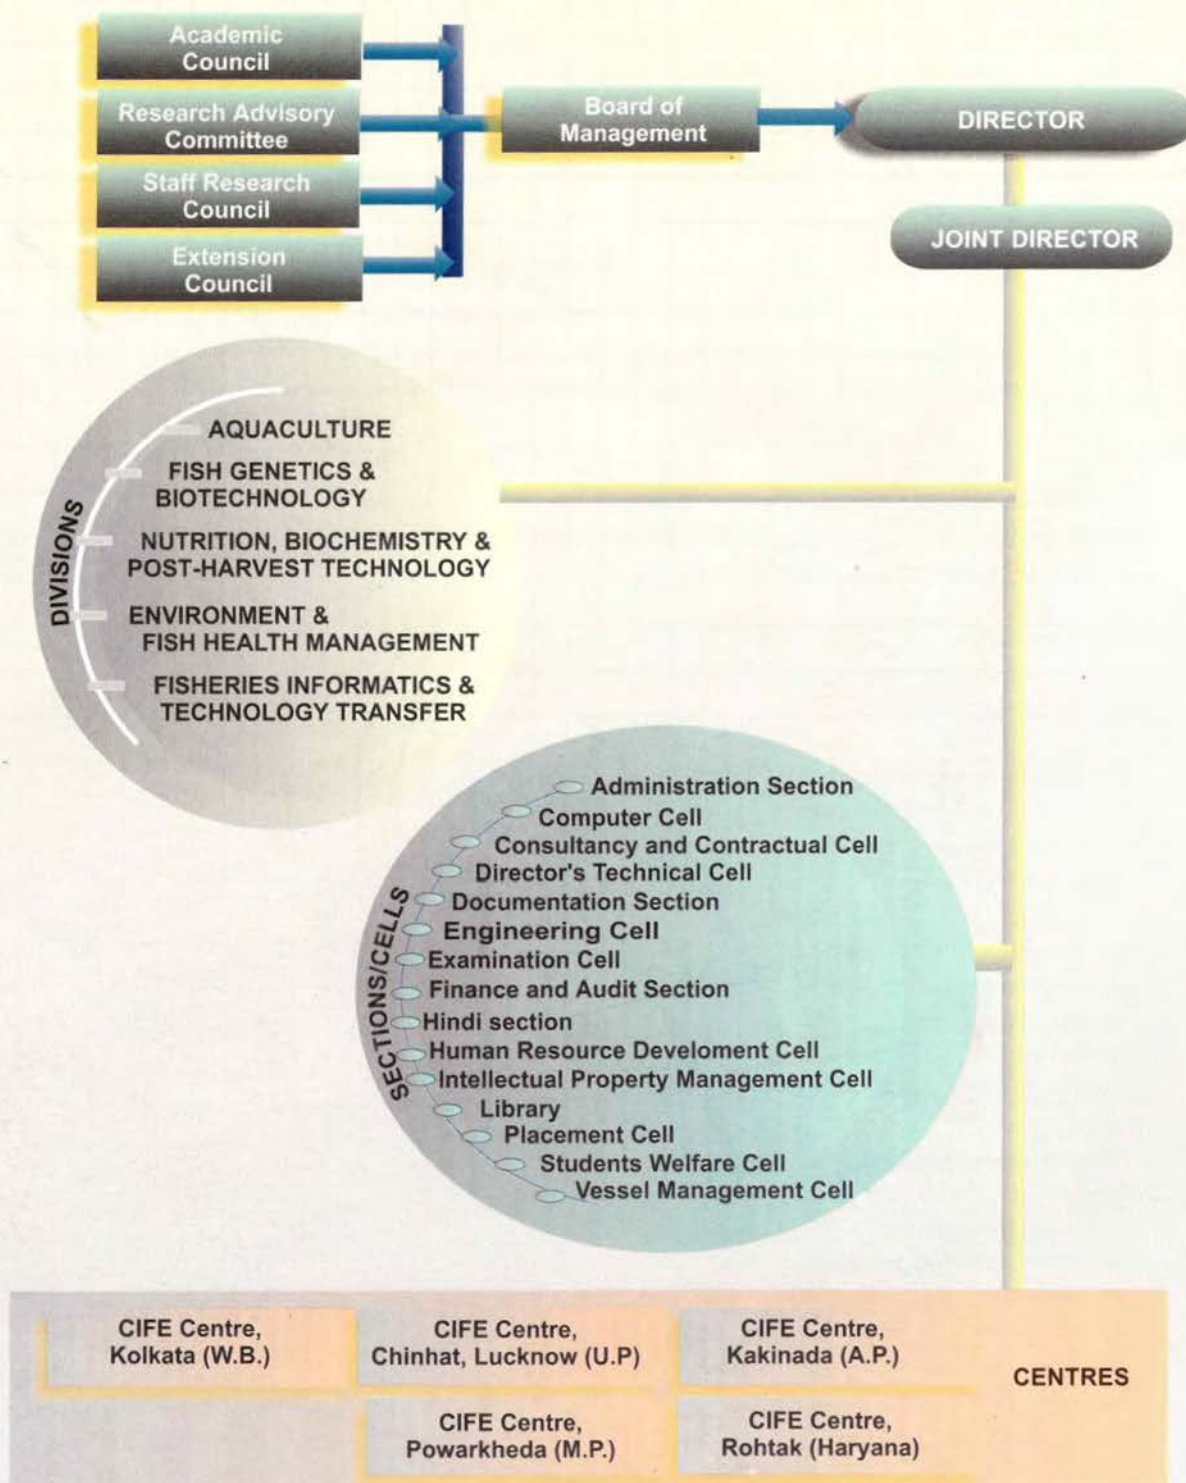 Academic
Council
Research Advisory
Committee
Staff Research
Council
Extension
Council
Board of
Management
DIRECTOR
JOINT DIRECTOR
DIVISIONS
AQUACULTURE
FISH GENETICS &
BIOTECHNOLOGY
NUTRITION, BIOCHEMISTRY &
POST-HARVEST TECHNOLOGY
ENVIRONMENT &
FISH HEALTH MANAGEMENT
FISHERIES INFORMATICS &
TECHNOLOGY TRANSFER
SECTIONS/CELLS
Administration Section
Computer Cell
Consultancy and Contractual Cell
Director's Technical Cell
Documentation Section
Engineering Cell
Examination Cell
Finance and Audit Section
Hindi section
Human Resource Develoment Cell
Intellectual Property Management Cell
Library
Placement Cell
Students Welfare Cell
Vessel Management Cell
CIFE Centre,
Kolkata (W.B.)
CIFE Centre,
Chinhat, Lucknow (U.P)
CIFE Centre,
Kakinada (A.P.)
CENTRES
CIFE Centre,
Powarkheda (M.P.)
CIFE Centre,
Rohtak (Haryana)